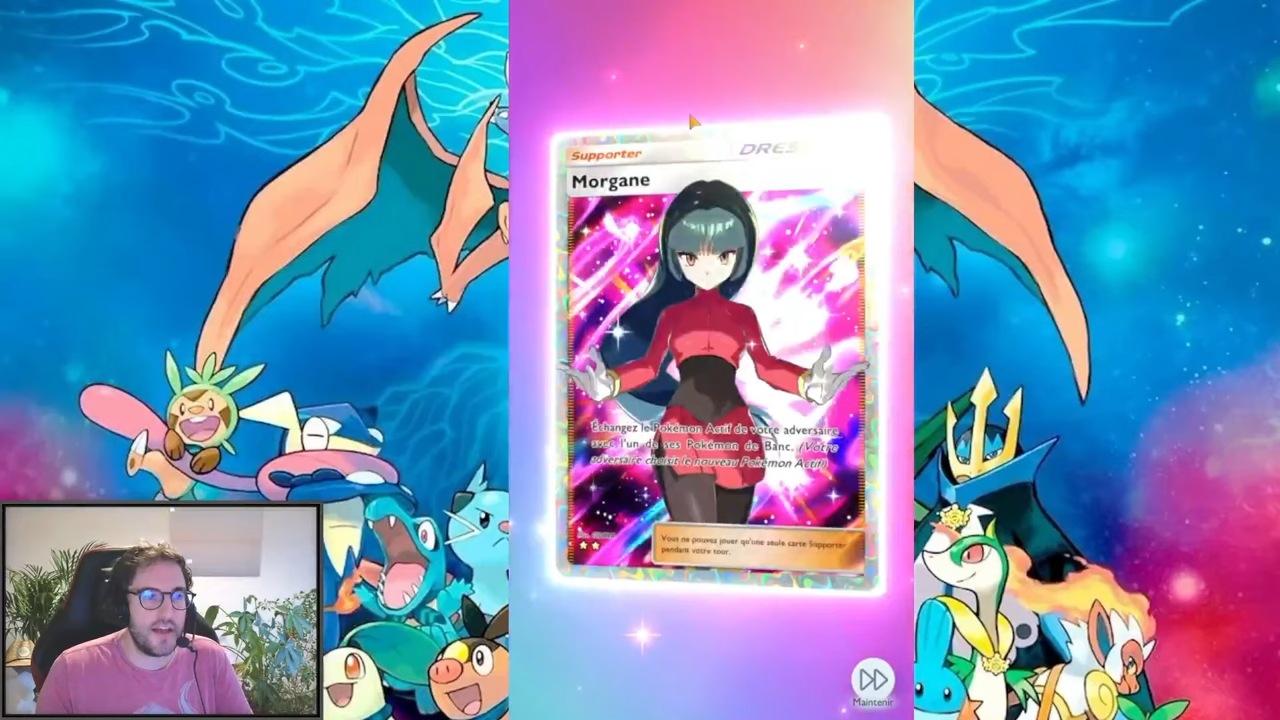 Supporter
DRES
Morgane
Échangez le Pokémon Actif de votre adversaire
avec l'un de ses Pokémon de Banc. (Votre
adversaire choisit le nouveau Pokémon Actif.)
Vous ne pouvez jouer qu'une seule carte Supporter
pendant votre tour.
Maintenir